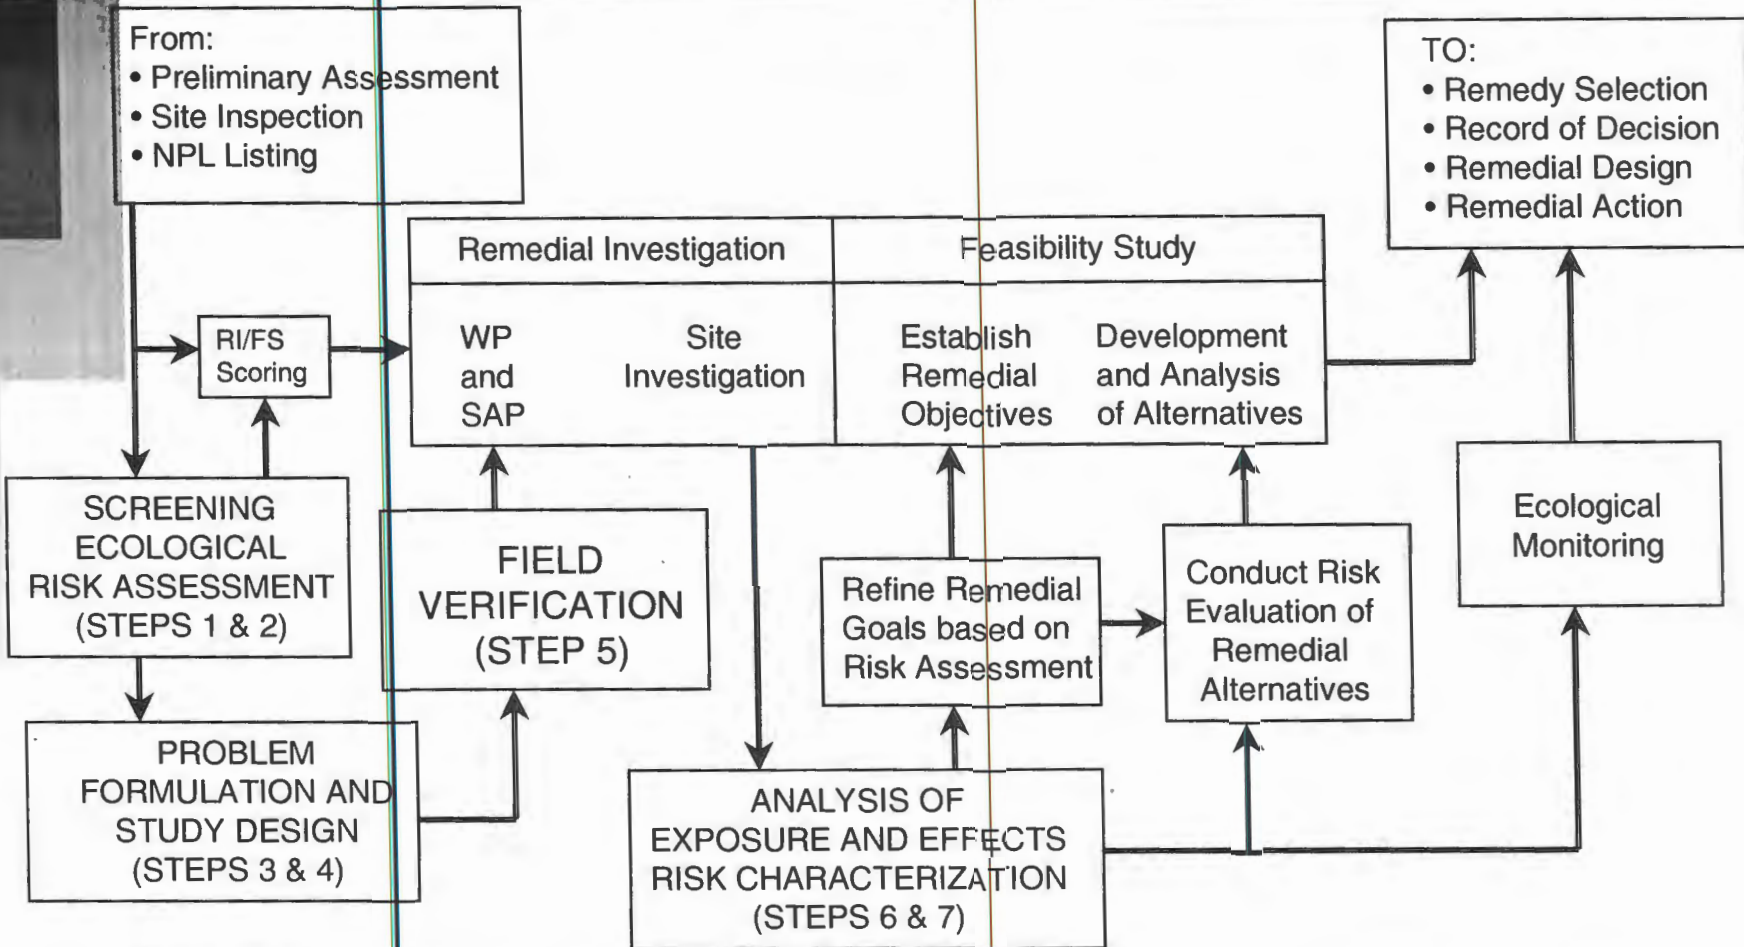 From:
• Preliminary Assessment
• Site Inspection
• NPL Listing
TO:
• Remedy Selection
• Record of Decision
• Remedial Design
• Remedial Action
Remedial Investigation
Feasibility Study
RI/FS
Scoring
WP
and
SAP
Site
Investigation
Establish
Remedial
Objectives
Development
and Analysis
of Alternatives
SCREENING
ECOLOGICAL
RISK ASSESSMENT
(STEPS 1 & 2)
FIELD
VERIFICATION
(STEP 5)
Refine Remedial
Goals based on
Risk Assessment
Conduct Risk
Evaluation of
Remedial
Alternatives
Ecological
Monitoring
PROBLEM
FORMULATION AND
STUDY DESIGN
(STEPS 3 & 4)
ANALYSIS OF
EXPOSURE AND EFFECTS
RISK CHARACTERIZATION
(STEPS 6 & 7)